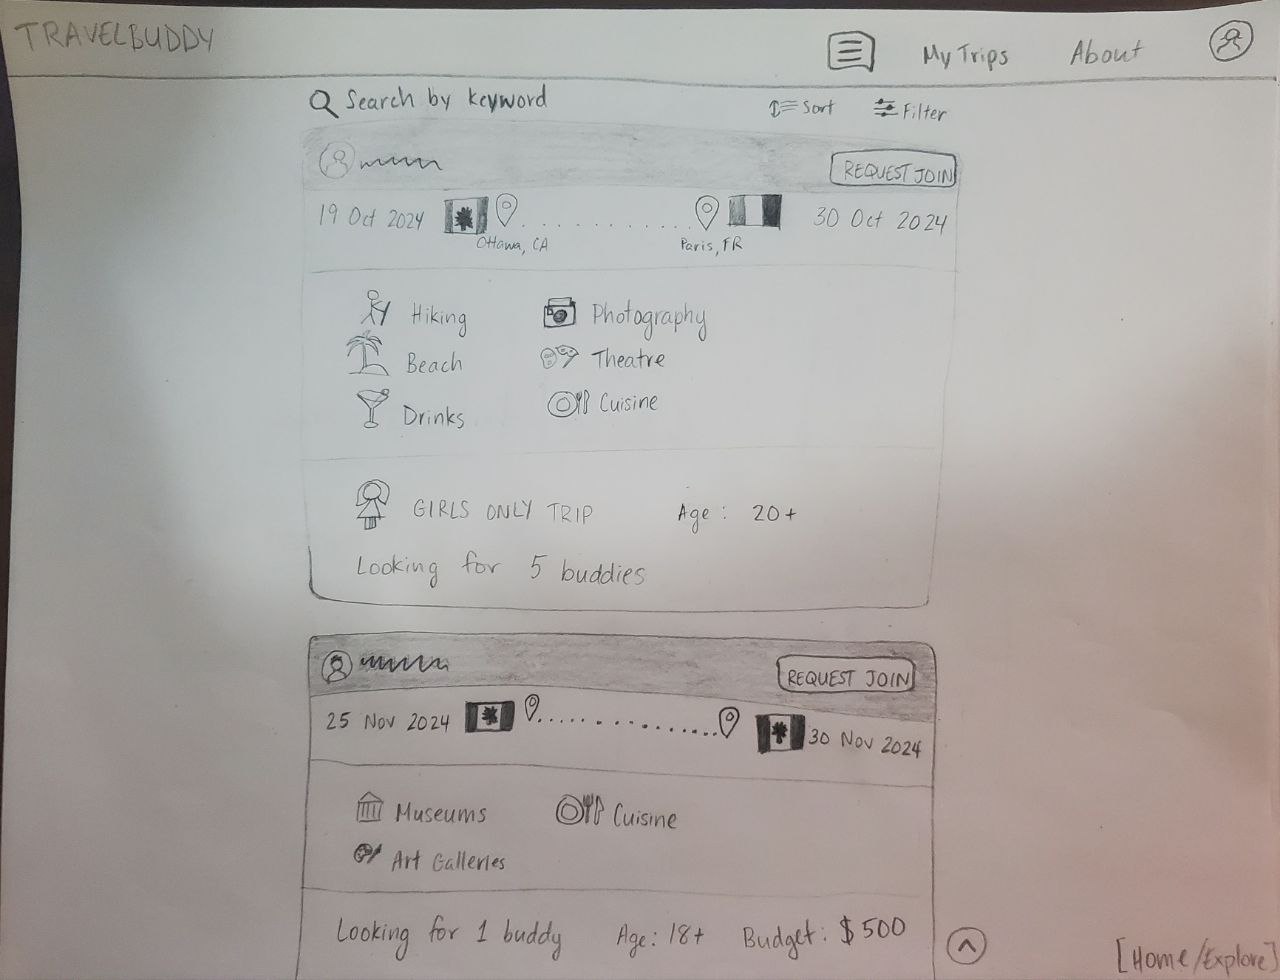 TRAVELBUDDY
My Trips
About
Search by keyword
Sort
Filter
REQUEST JOIN
19 Oct 2024
Ottawa, CA
Paris, FR
30 Oct 2024
Hiking
Photography
Beach
Theatre
Drinks
Cuisine
GIRLS ONLY TRIP
Age : 20+
Looking for 5 buddies
REQUEST JOIN
25 Nov 2024
30 Nov 2024
Museums
Cuisine
Art Galleries
Looking for 1 buddy
Age: 18+
Budget: $500
[Home/Explore]